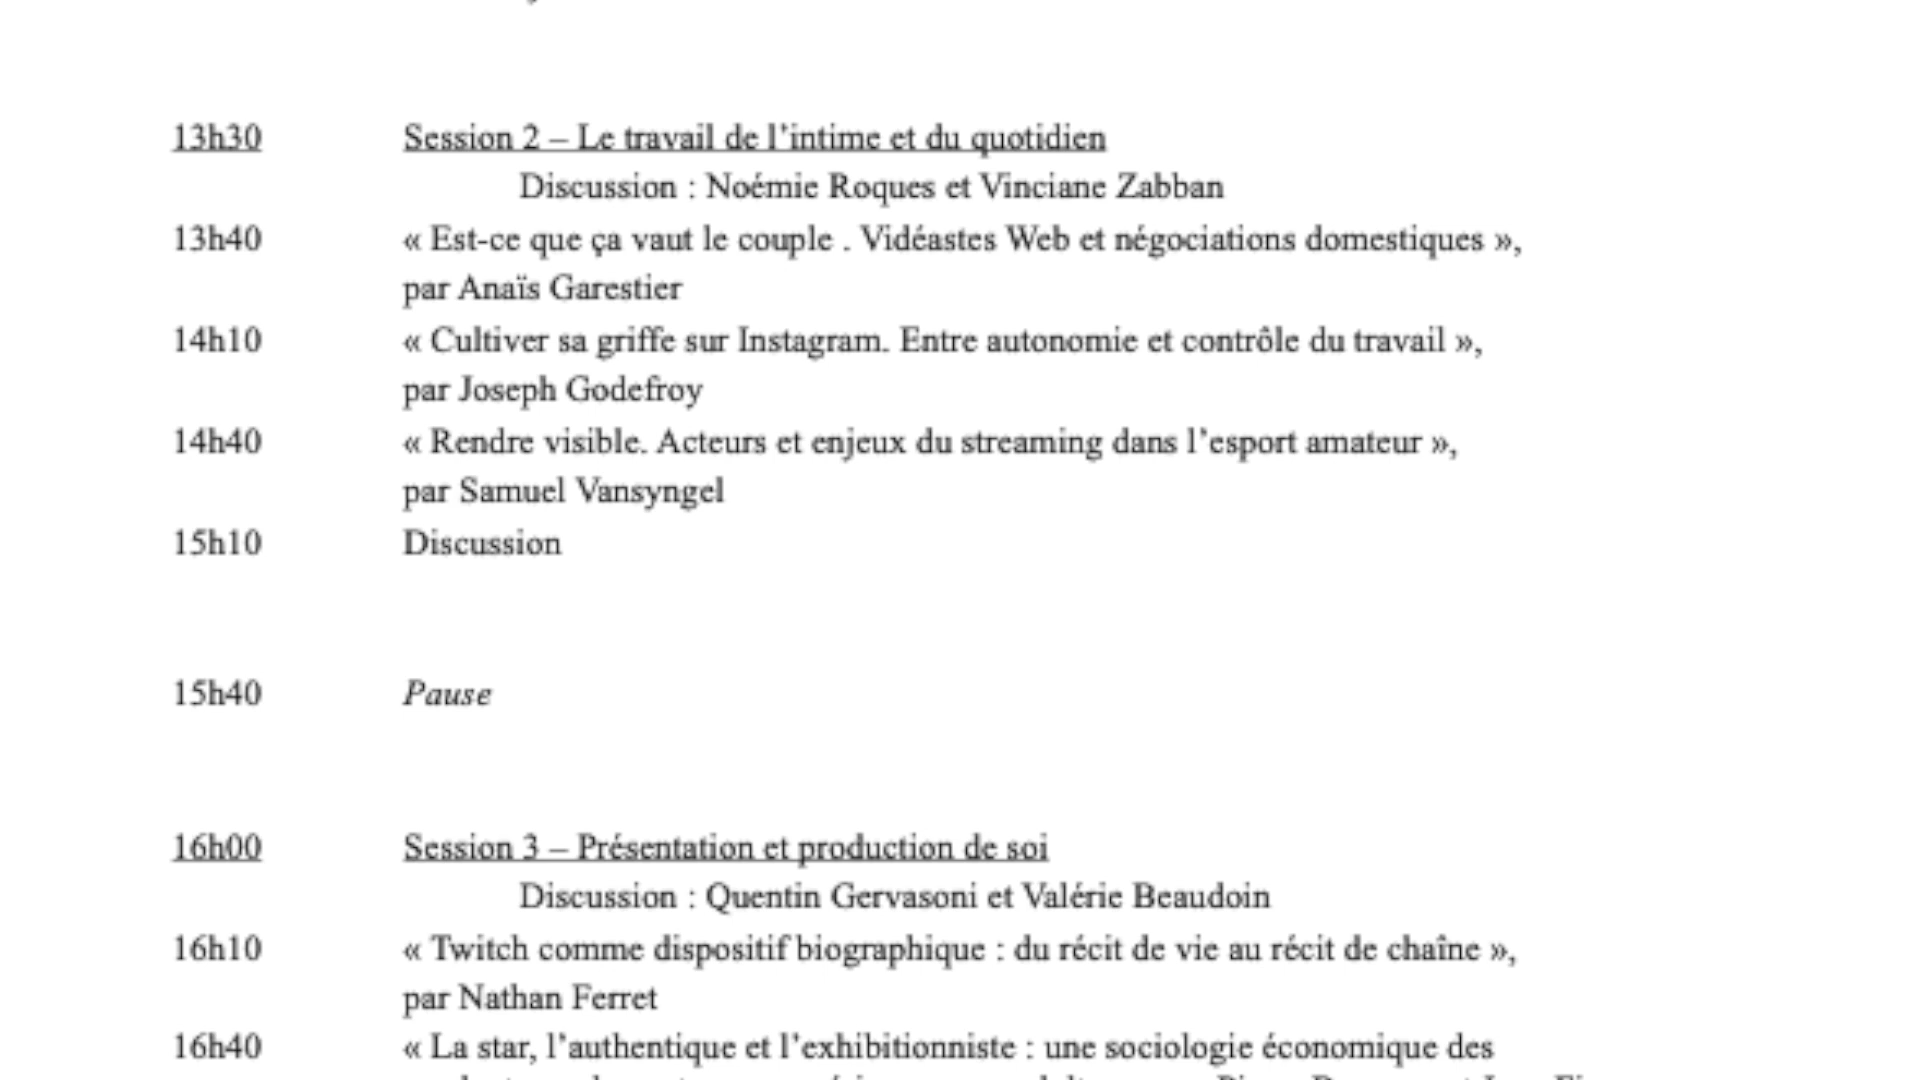 13h30 Session 2 – Le travail de l’intime et du quotidien
Discussion : Noémie Roques et Vinciane Zabban
13h40 « Est-ce que ça vaut le couple . Vidéastes Web et négociations domestiques »,
par Anaïs Garestier
14h10 « Cultiver sa griffe sur Instagram. Entre autonomie et contrôle du travail »,
par Joseph Godefroy
14h40 « Rendre visible. Acteurs et enjeux du streaming dans l’esport amateur »,
par Samuel Vansyngel
15h10 Discussion
15h40 Pause
16h00 Session 3 – Présentation et production de soi
Discussion : Quentin Gervasoni et Valérie Beaudoin
16h10 « Twitch comme dispositif biographique : du récit de vie au récit de chaîne »,
par Nathan Ferret
16h40 « La star, l’authentique et l’exhibitionniste : une sociologie économique des